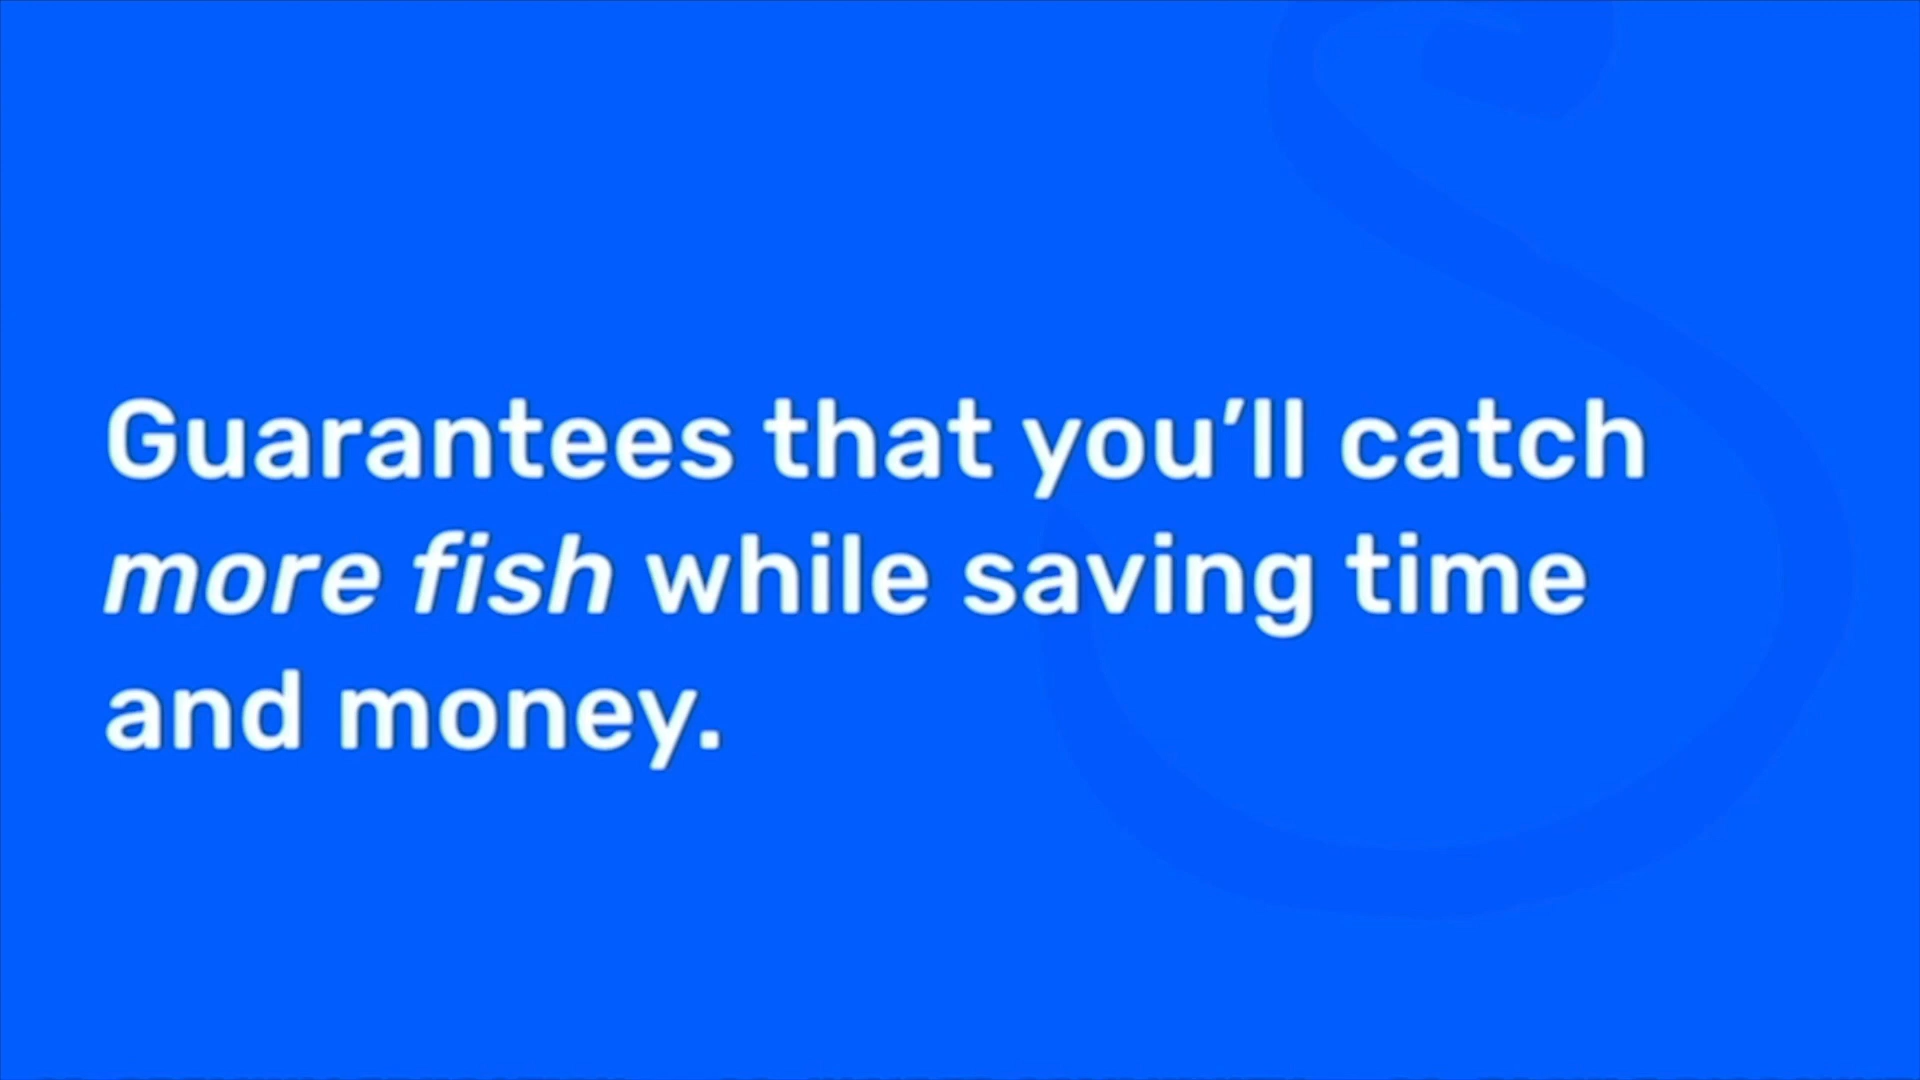 Guarantees that you’ll catch
more fish while saving time
and money.